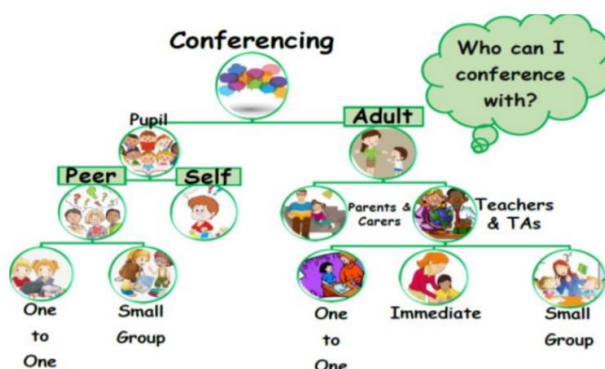 Conferencing
Who can I
conference
with?
Pupil
Adult
Peer
Self
Parents &
Carers
Teachers
& TAs
One
to
One
Small
Group
One
to
One
Immediate
Small
Group